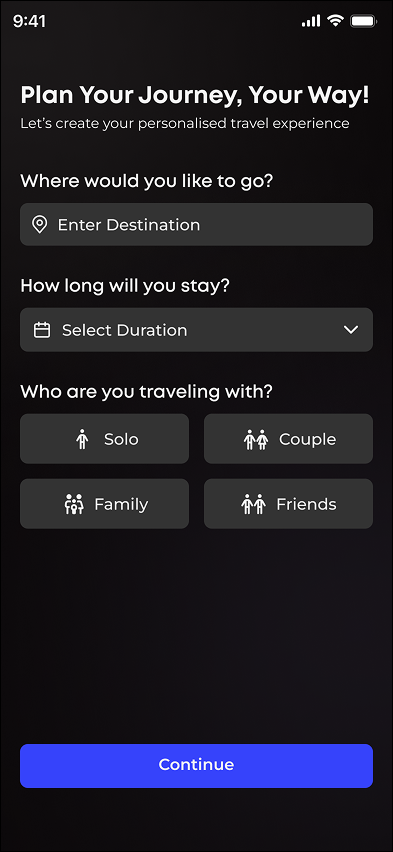 9:41
Plan Your Journey, Your Way!
Let's create your personalised travel experience
Where would you like to go?
Enter Destination
How long will you stay?
Select Duration
Who are you traveling with?
Solo
Couple
Family
Friends
Continue